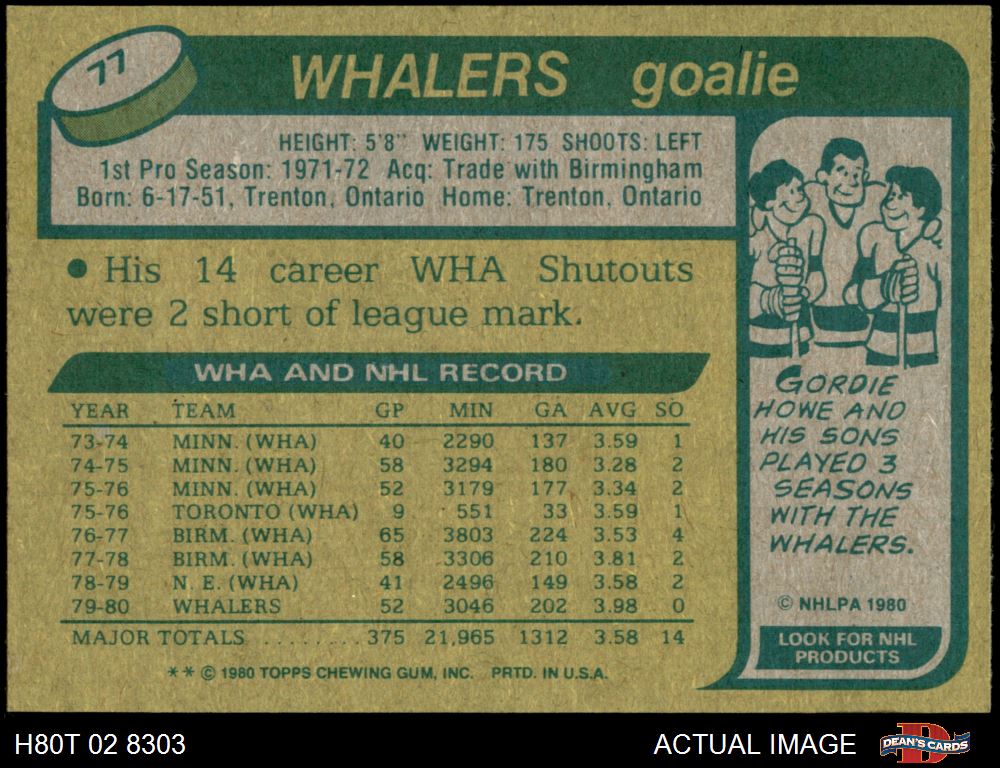 77
WHALERS goalie
HEIGHT: 5'8" WEIGHT: 175 SHOOTS: LEFT
1st Pro Season: 1971-72 Acq: Trade with Birmingham
Born: 6-17-51, Trenton, Ontario Home: Trenton, Ontario
• His 14 career WHA Shutouts
were 2 short of league mark.
WHA AND NHL RECORD
YEAR TEAM GP MIN GA AVG SO
73-74 MINN. (WHA) 40 2290 137 3.59 1
74-75 MINN. (WHA) 58 3294 180 3.28 2
75-76 MINN. (WHA) 52 3179 177 3.34 2
75-76 TORONTO (WHA) 9 551 33 3.59 1
76-77 BIRM. (WHA) 65 3803 224 3.53 4
77-78 BIRM. (WHA) 58 3306 210 3.81 2
78-79 N. E. (WHA) 41 2496 149 3.58 2
79-80 WHALERS 52 3046 202 3.98 0
MAJOR TOTALS ........ 375 21,965 1312 3.58 14
** © 1980 TOPPS CHEWING GUM, INC. PRTD. IN U.S.A.
GORDIE
HOWE AND
HIS SONS
PLAYED 3
SEASONS
WITH THE
WHALERS.
© NHLPA 1980
LOOK FOR NHL
PRODUCTS
H80T 02 8303
ACTUAL IMAGE
D
DEAN'S CARDS